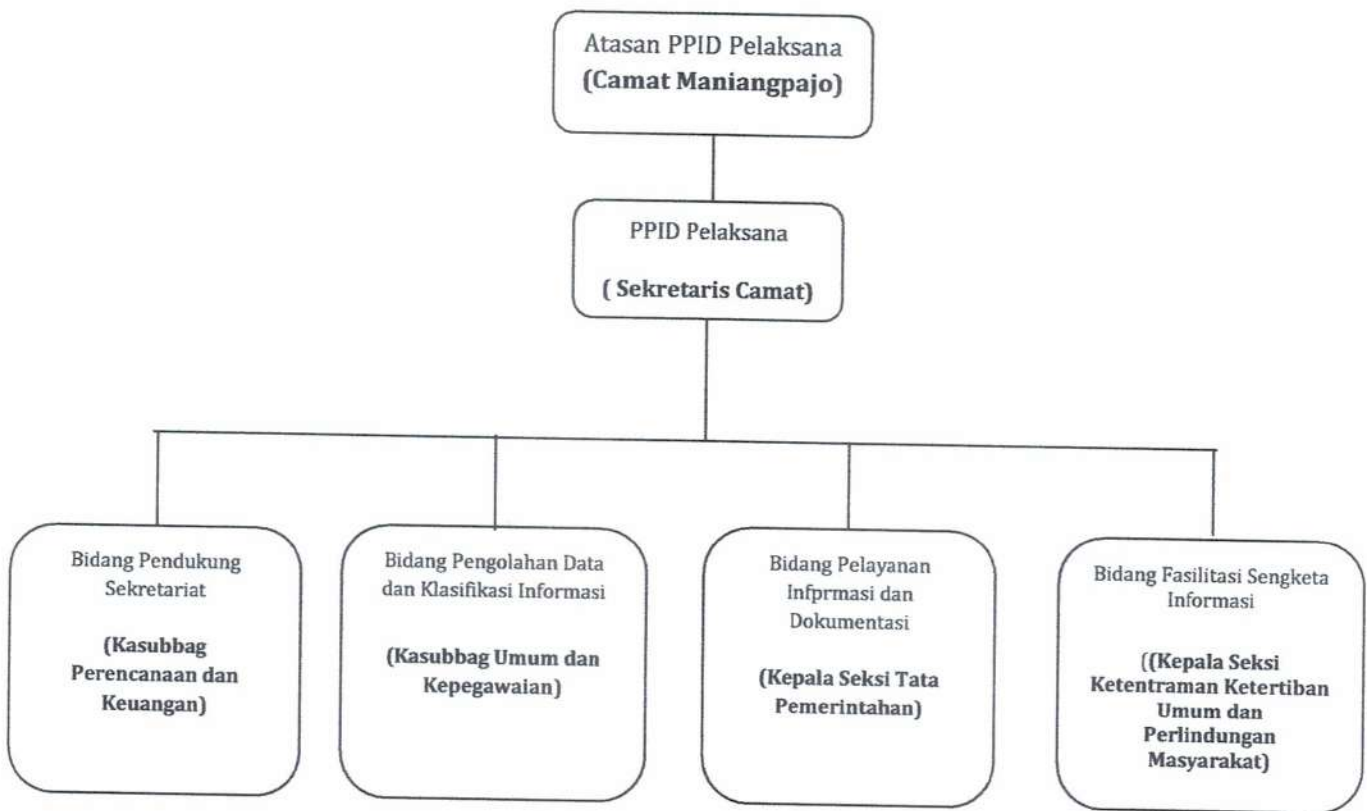 Atasan PPID Pelaksana
(Camat Maniangpajo)
PPID Pelaksana
( Sekretaris Camat)
Bidang Pendukung
Sekretariat
(Kasubbag
Perencanaan dan
Keuangan)
Bidang Pengolahan Data
dan Klasifikasi Informasi
(Kasubbag Umum dan
Kepegawaian)
Bidang Pelayanan
Infprmasi dan
Dokumentasi
(Kepala Seksi Tata
Pemerintahan)
Bidang Fasilitasi Sengketa
Informasi
((Kepala Seksi
Ketentraman Ketertiban
Umum dan
Perlindungan
Masyarakat)